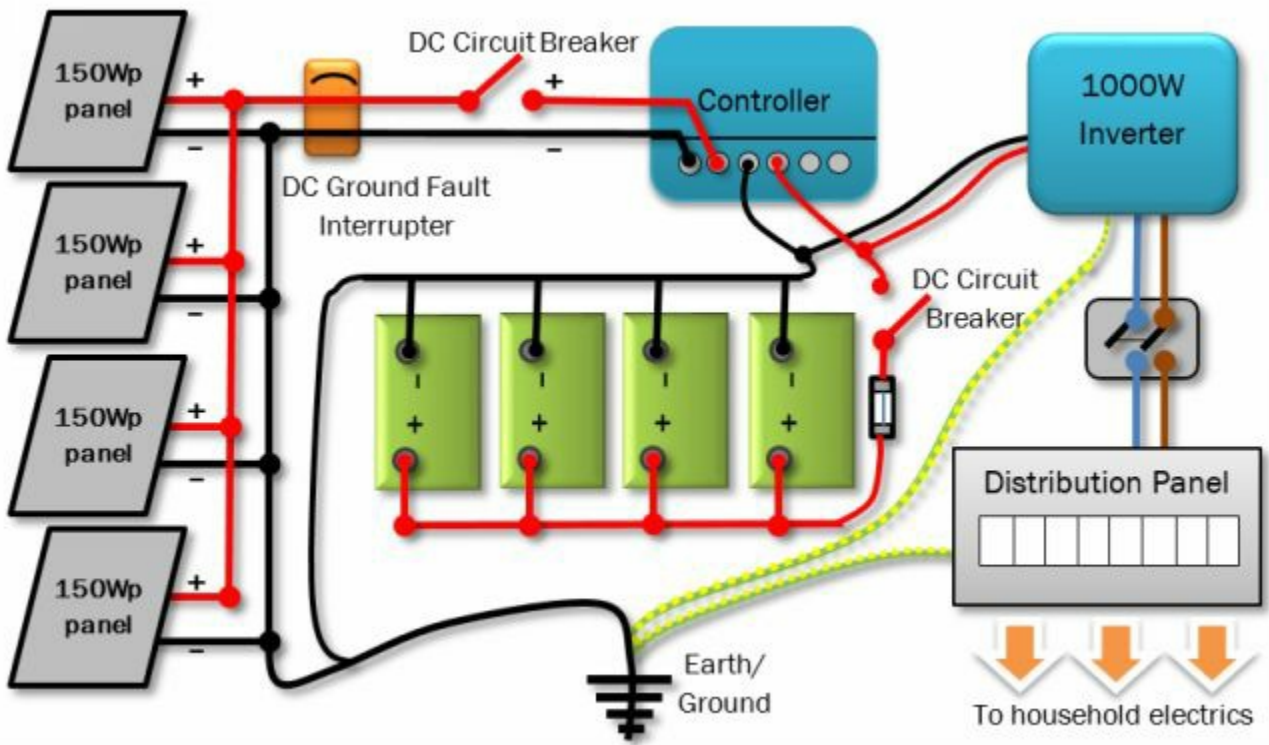 150Wp
panel
+
−
DC Circuit Breaker
+
−
Controller
1000W
Inverter
DC Ground Fault
Interrupter
150Wp
panel
+
−
DC Circuit
Breaker
− − − −
+ + + +
150Wp
panel
+
−
Distribution Panel
150Wp
panel
+
−
Earth/
Ground
To household electrics